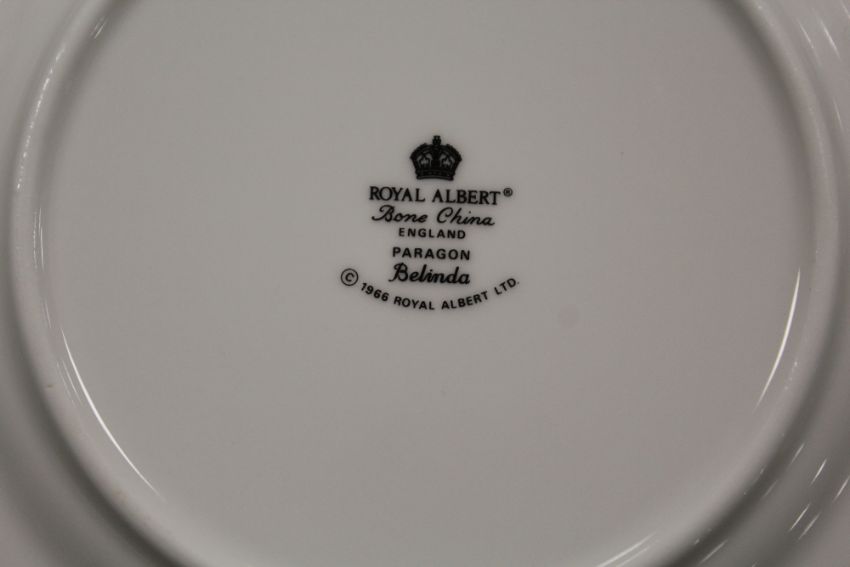 ROYAL ALBERT®
Bone China
ENGLAND
PARAGON
Belinda
© 1966 ROYAL ALBERT LTD.